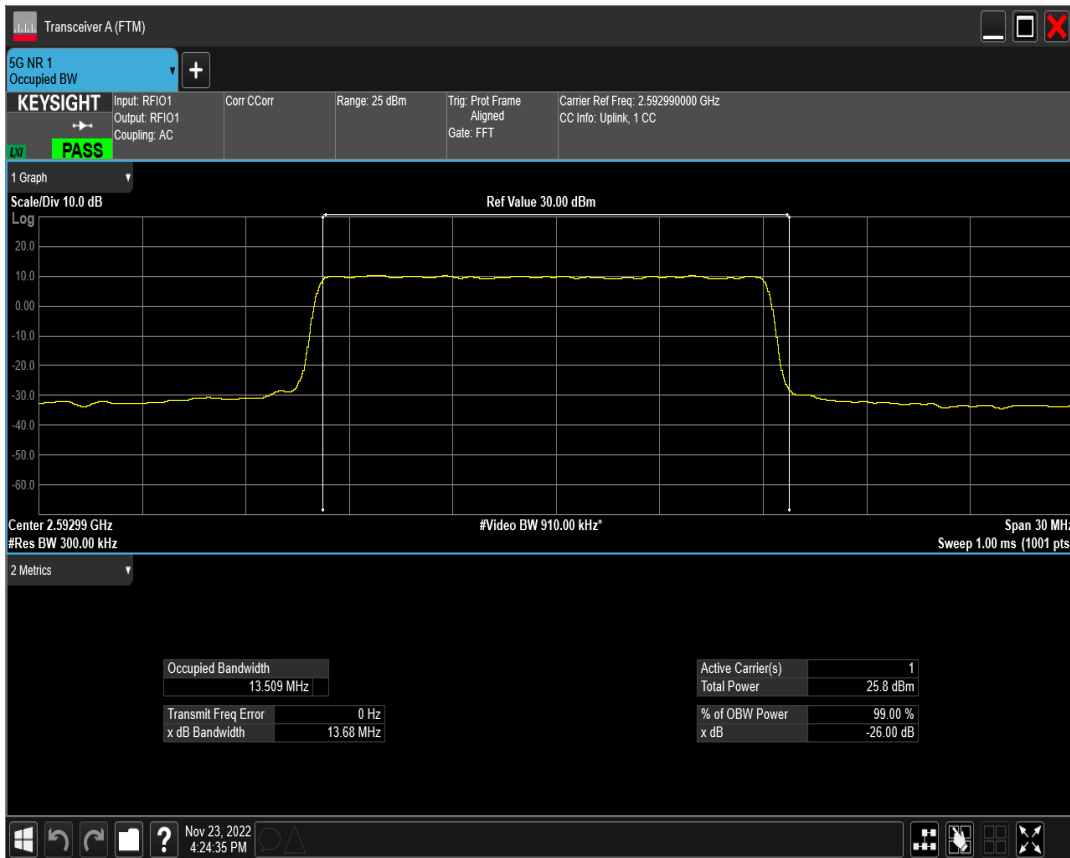 Transceiver A (FTM)
5G NR 1
Occupied BW
+
KEYSIGHT
LXI
PASS
Input: RFIO1
Output: RFIO1
Coupling: AC
Corr CCorr
Range: 25 dBm
Trig: Prot Frame
Aligned
Gate: FFT
Carrier Ref Freq: 2.592990000 GHz
CC Info: Uplink, 1 CC
1 Graph
Scale/Div 10.0 dB
Ref Value 30.00 dBm
Log
20.0
10.0
0.00
-10.0
-20.0
-30.0
-40.0
-50.0
-60.0
Center 2.59299 GHz
#Video BW 910.00 kHz*
Span 30 MHz
#Res BW 300.00 kHz
Sweep 1.00 ms (1001 pts
2 Metrics
Occupied Bandwidth
13.509 MHz
Transmit Freq Error 0 Hz
x dB Bandwidth 13.68 MHz
Active Carrier(s) 1
Total Power 25.8 dBm
% of OBW Power 99.00 %
x dB -26.00 dB
?
Nov 23, 2022
4:24:35 PM